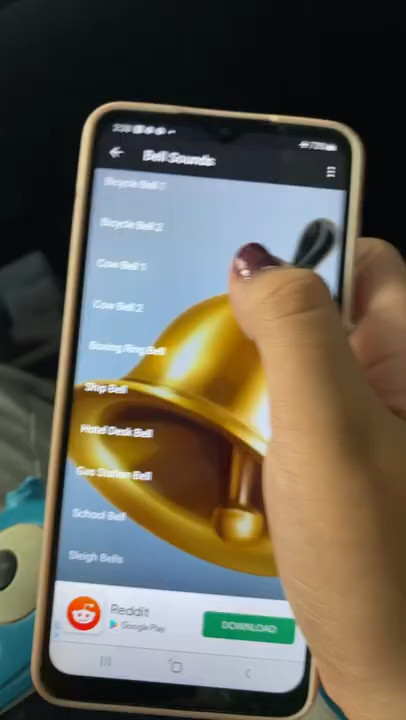 Bell Sounds
Bicycle Bell 1
Bicycle Bell 2
Cow Bell 1
Cow Bell 2
Boxing Ring Bell
Ship Bell
Hotel Desk Bell
Gas Station Bell
School Bell
Sleigh Bells
Reddit
Google Play
DOWNLOAD